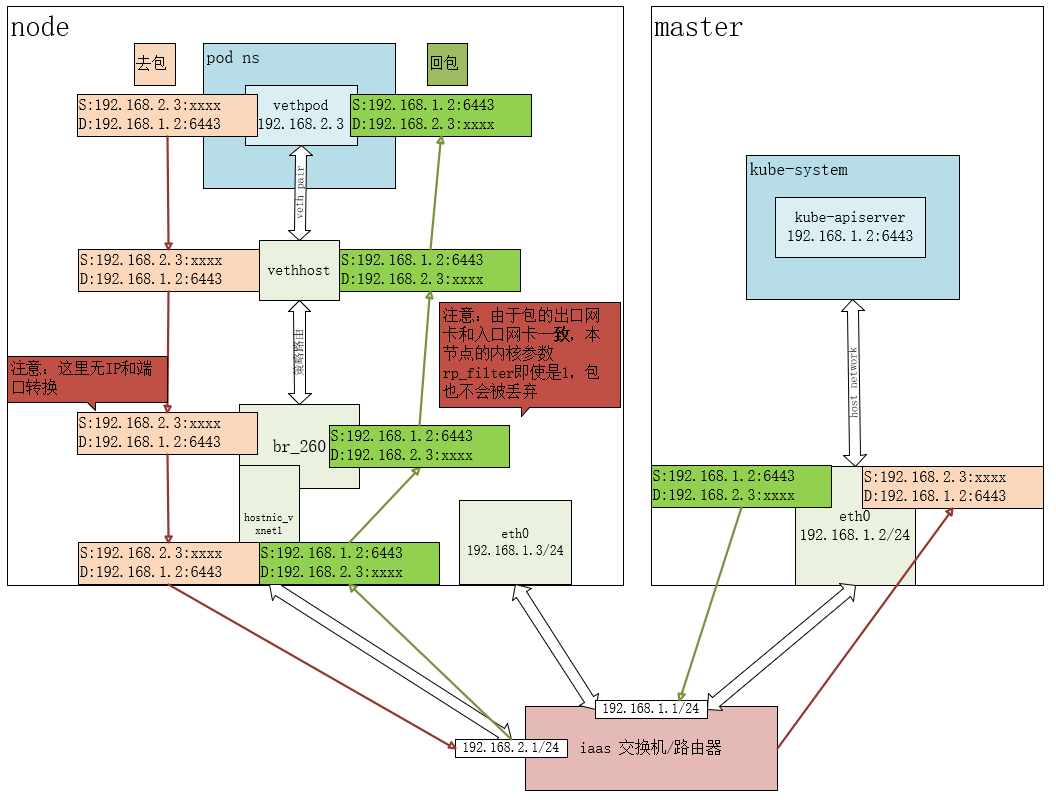 node
去包
pod ns
回包
S:192.168.2.3:xxxx
D:192.168.1.2:6443
vethpod
192.168.2.3
S:192.168.1.2:6443
D:192.168.2.3:xxxx
veth pair
S:192.168.2.3:xxxx
D:192.168.1.2:6443
vethhost
S:192.168.1.2:6443
D:192.168.2.3:xxxx
策略路由
注意：由于包的出口网
卡和入口网卡一致，本
节点的内核参数
rp_filter即使是1，包
也不会被丢弃
注意：这里无IP和端
口转换
S:192.168.2.3:xxxx
D:192.168.1.2:6443
br_260
S:192.168.1.2:6443
D:192.168.2.3:xxxx
hostnic_v
xnet1
S:192.168.2.3:xxxx
D:192.168.1.2:6443
S:192.168.1.2:6443
D:192.168.2.3:xxxx
eth0
192.168.1.3/24
master
kube-system
kube-apiserver
192.168.1.2:6443
host network
S:192.168.1.2:6443
D:192.168.2.3:xxxx
S:192.168.2.3:xxxx
D:192.168.1.2:6443
eth0
192.168.1.2/24
192.168.1.1/24
192.168.2.1/24
iaas 交换机/路由器